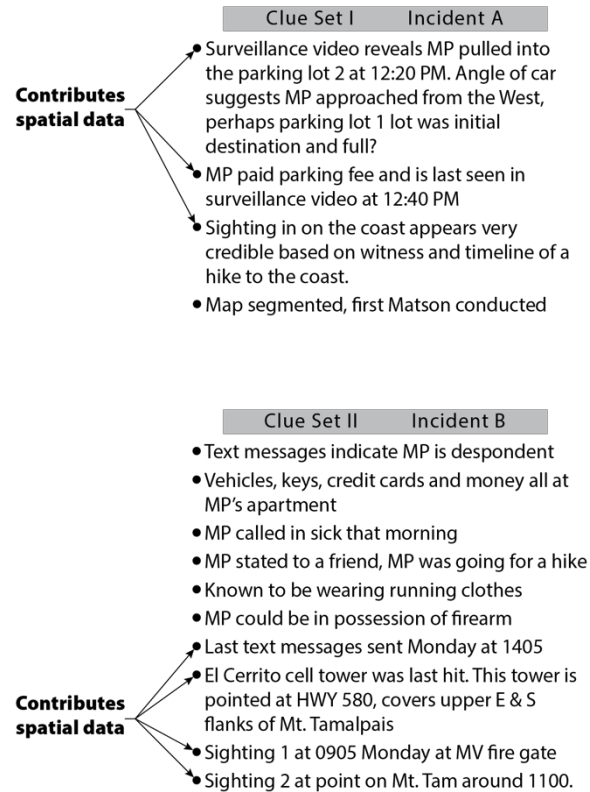 Clue Set I Incident A
Contributes
spatial data
• Surveillance video reveals MP pulled into
the parking lot 2 at 12:20 PM. Angle of car
suggests MP approached from the West,
perhaps parking lot 1 lot was initial
destination and full?
• MP paid parking fee and is last seen in
surveillance video at 12:40 PM
• Sighting in on the coast appears very
credible based on witness and timeline of a
hike to the coast.
• Map segmented, first Matson conducted
Clue Set II Incident B
• Text messages indicate MP is despondent
• Vehicles, keys, credit cards and money all at
MP's apartment
• MP called in sick that morning
• MP stated to a friend, MP was going for a hike
• Known to be wearing running clothes
• MP could be in possession of firearm
Contributes
spatial data
• Last text messages sent Monday at 1405
• El Cerrito cell tower was last hit. This tower is
pointed at HWY 580, covers upper E & S
flanks of Mt. Tamalpais
• Sighting 1 at 0905 Monday at MV fire gate
• Sighting 2 at point on Mt. Tam around 1100.